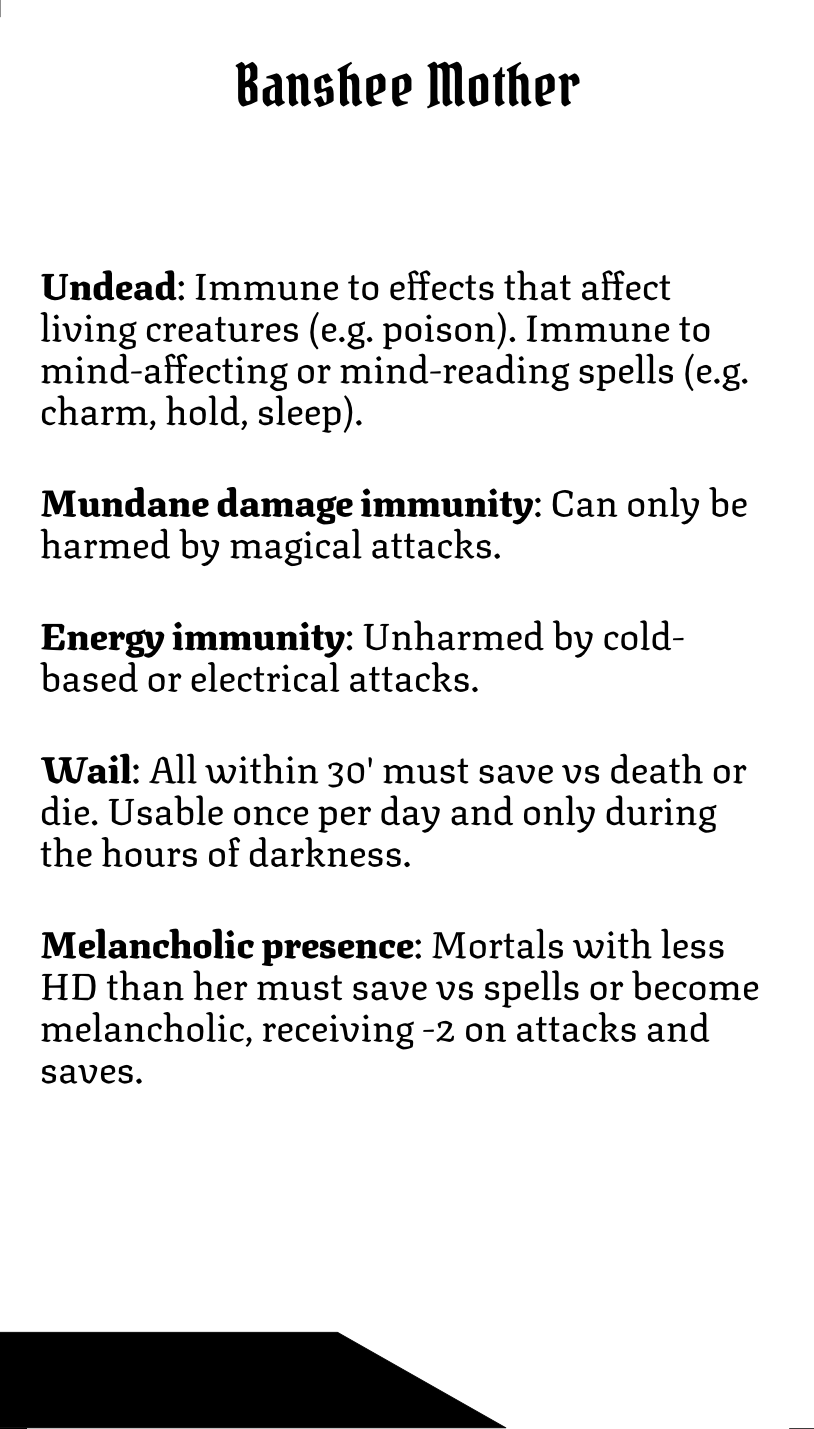 Banshee Mother
Undead: Immune to effects that affect
living creatures (e.g. poison). Immune to
mind-affecting or mind-reading spells (e.g.
charm, hold, sleep).
Mundane damage immunity: Can only be
harmed by magical attacks.
Energy immunity: Unharmed by cold-
based or electrical attacks.
Wail: All within 30' must save vs death or
die. Usable once per day and only during
the hours of darkness.
Melancholic presence: Mortals with less
HD than her must save vs spells or become
melancholic, receiving -2 on attacks and
saves.